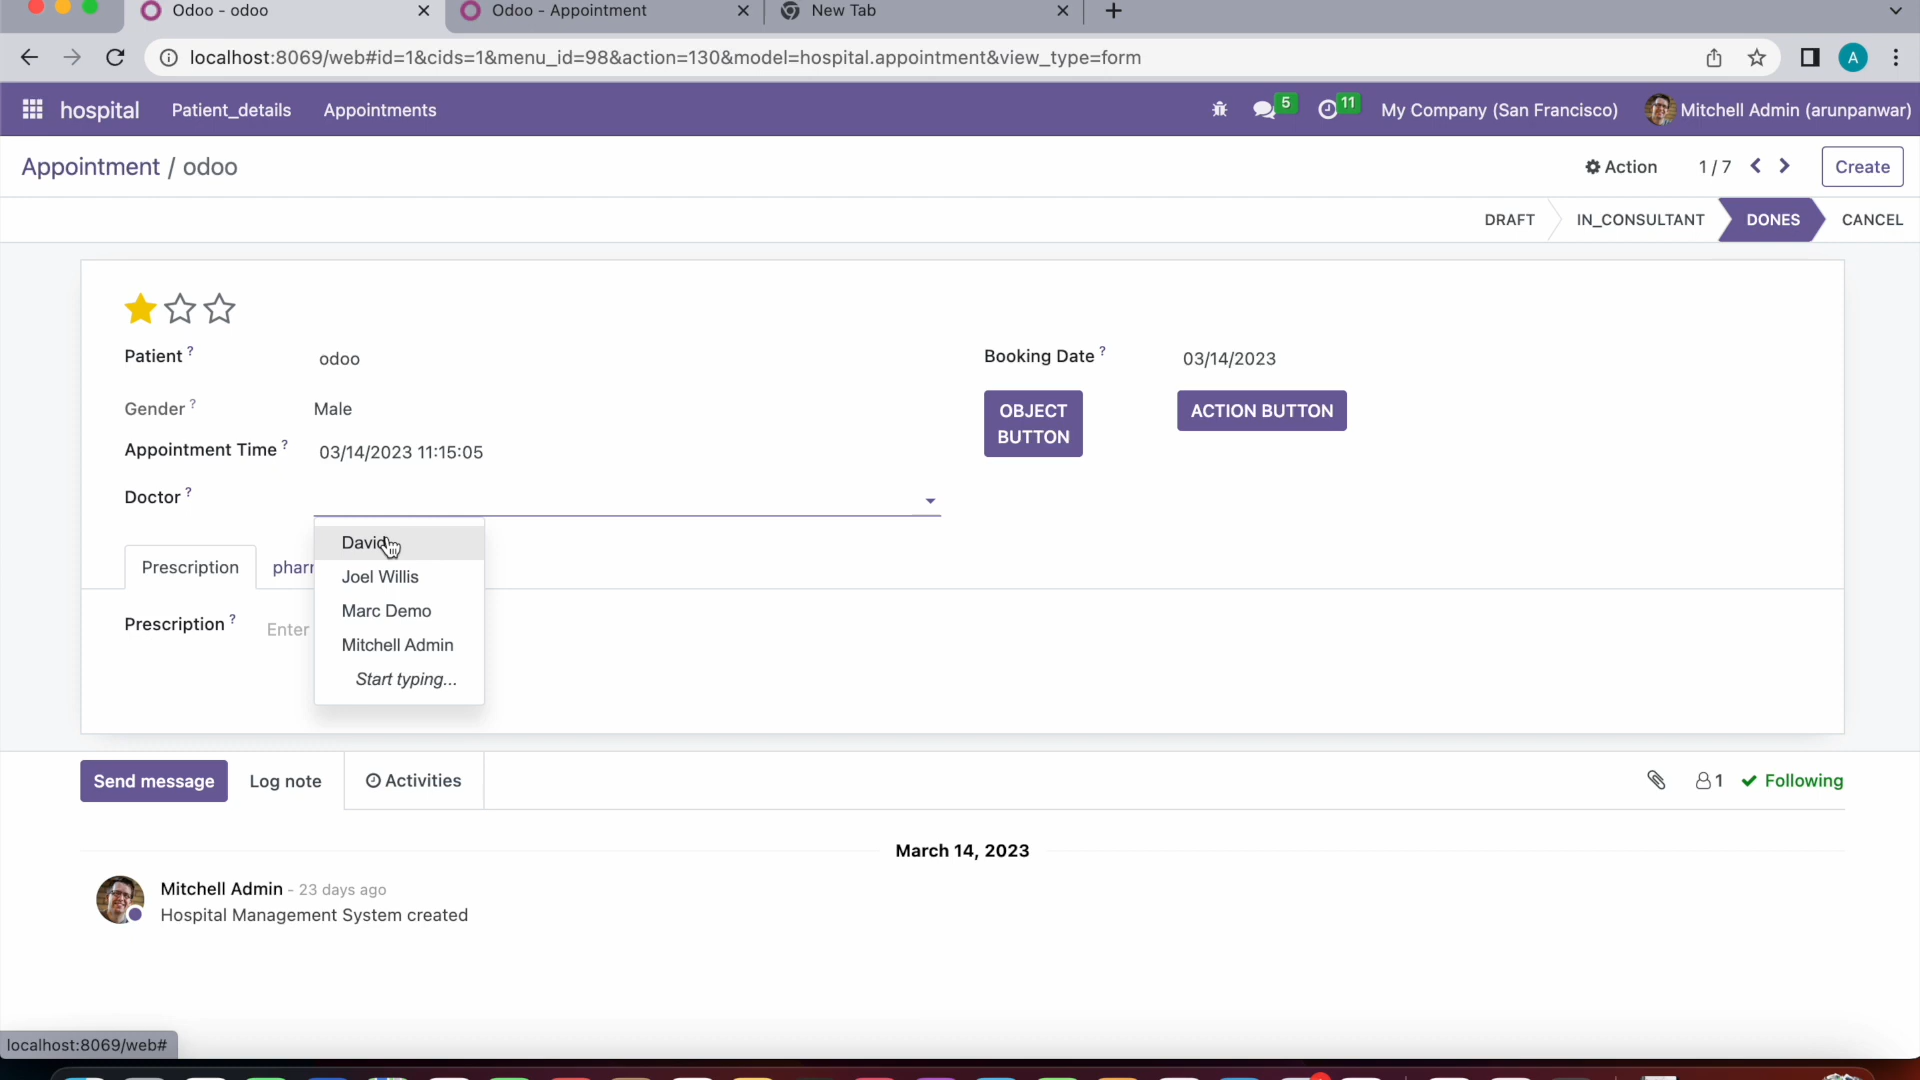 Odoo - odoo
Odoo - Appointment
New Tab
localhost:8069/web#id=1&cids=1&menu_id=98&action=130&model=hospital.appointment&view_type=form
A
hospital
Patient_details
Appointments
5
11
My Company (San Francisco)
Mitchell Admin (arunpanwar)
Appointment / odoo
Action
1 / 7
Create
DRAFT
IN_CONSULTANT
DONES
CANCEL
Patient ?
odoo
Booking Date ?
03/14/2023
Gender ?
Male
OBJECT
BUTTON
ACTION BUTTON
Appointment Time ?
03/14/2023 11:15:05
Doctor ?
David
Joel Willis
Marc Demo
Mitchell Admin
Start typing...
Prescription
Prescription ?
Enter
Send message
Log note
Activities
1
Following
March 14, 2023
Mitchell Admin - 23 days ago
Hospital Management System created
localhost:8069/web#